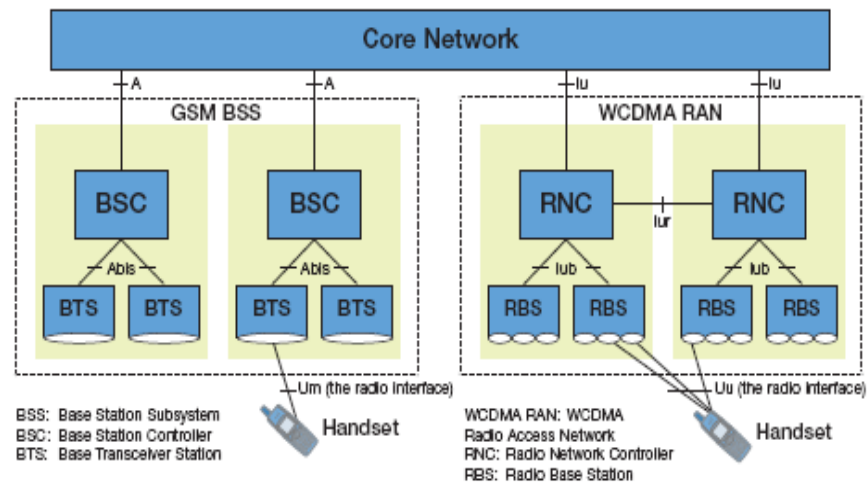 Core Network
A
A
Iu
Iu
GSM BSS
WCDMA RAN
BSC
BSC
RNC
RNC
Iur
Abis
Abis
Iub
Iub
BTS
BTS
BTS
BTS
RBS
RBS
RBS
RBS
Um (the radio interface)
Uu (the radio interface)
BSS: Base Station Subsystem
BSC: Base Station Controller
BTS: Base Transceiver Station
Handset
WCDMA RAN: WCDMA
Radio Access Network
RNC: Radio Network Controller
RBS: Radio Base Station
Handset